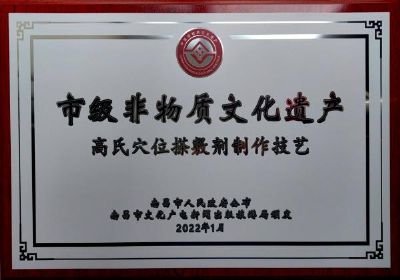 市级非物质文化遗产
高氏穴位搽敷剂制作技艺
南昌市人民政府公布
南昌市文化广电新闻出版旅游局颁发
2022年1月